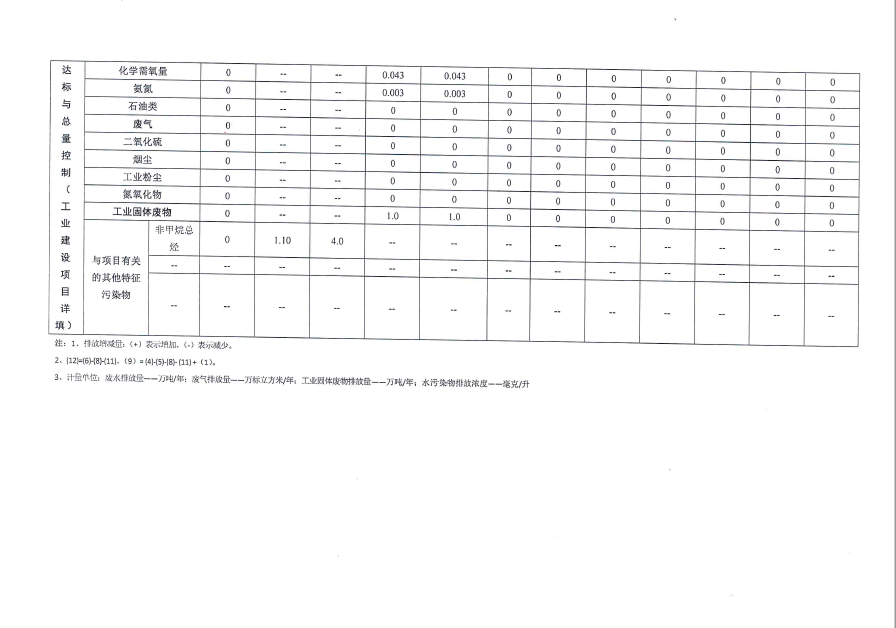 达标与总量控制（工业建设项目详填）
化学需氧量 0 -- -- 0.043 0.043 0 0 0 0 0 0 0
氨氮 0 -- -- 0.003 0.003 0 0 0 0 0 0 0
石油类 0 -- -- 0 0 0 0 0 0 0 0 0
废气 0 -- -- 0 0 0 0 0 0 0 0 0
二氧化硫 0 -- -- 0 0 0 0 0 0 0 0 0
烟尘 0 -- -- 0 0 0 0 0 0 0 0 0
工业粉尘 0 -- -- 0 0 0 0 0 0 0 0 0
氮氧化物 0 -- -- 0 0 0 0 0 0 0 0 0
工业固体废物 0 -- -- 1.0 1.0 0 0 0 0 0 0 0
与项目有关的其他特征污染物
非甲烷总烃 0 1.10 4.0 -- -- -- -- -- -- -- -- --
-- -- -- -- -- -- -- -- -- -- -- -- --
-- -- -- -- -- -- -- -- -- -- -- -- --
注：1、排放增减量：（+）表示增加，（-）表示减少。
2、(12)=(6)-(8)-(11)，（9）= (4)-(5)-(8)- (11) +（1）。
3、计量单位：废水排放量——万吨/年；废气排放量——万标立方米/年；工业固体废物排放量——万吨/年；水污染物排放浓度——毫克/升